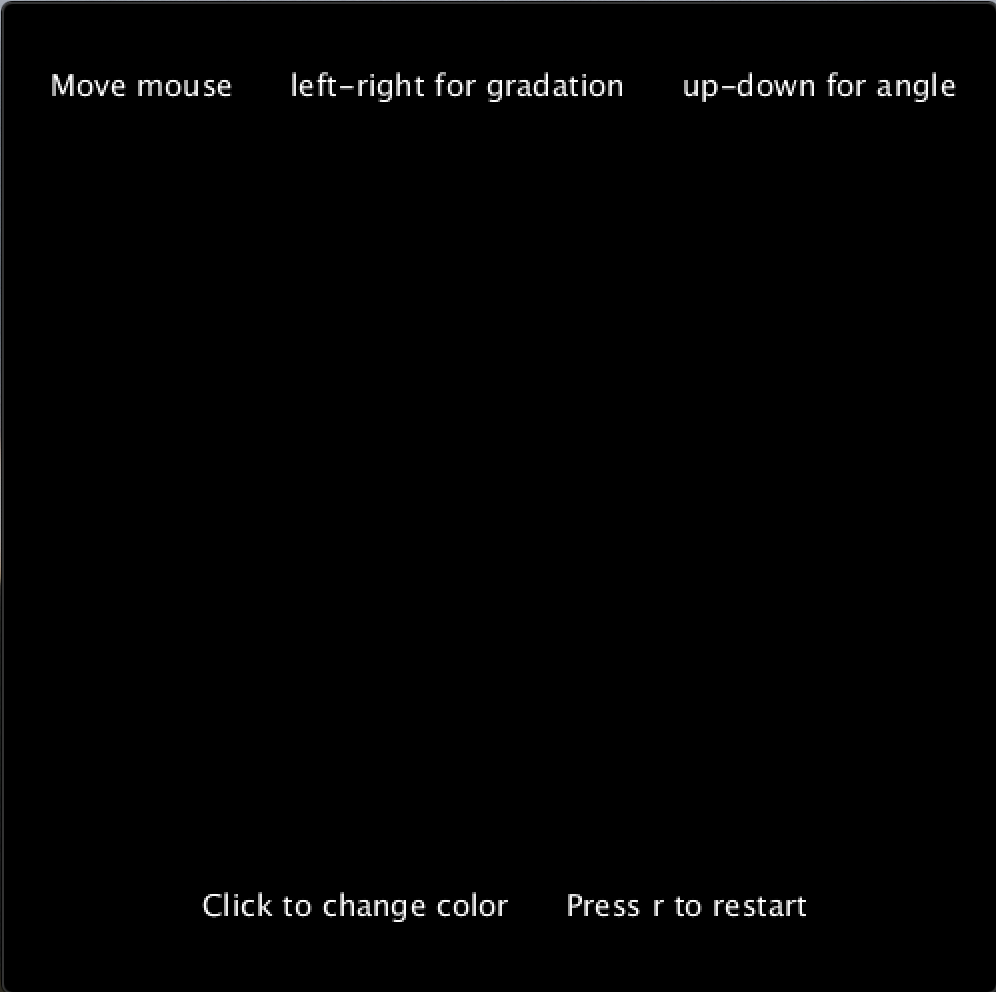 Move mouse left-right for gradation up-down for angle
Click to change color Press r to restart